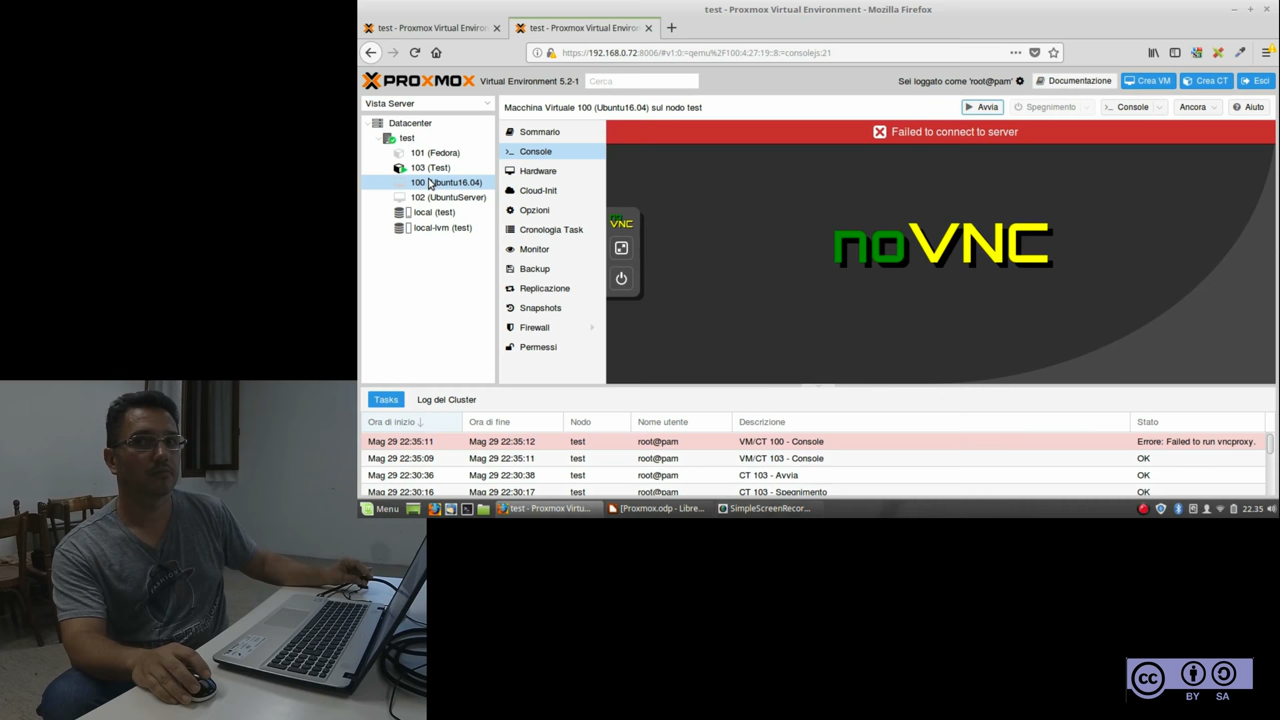 test - Proxmox Virtual Environment - Mozilla Firefox
test - Proxmox Virtual Environ
test - Proxmox Virtual Environ
https://192.168.0.72:8006/#v1:0:=qemu%2F100:4:27:19::8:=consolejs:21
PROXMOX Virtual Environment 5.2-1 Cerca Sei loggato come 'root@pam' Documentazione Crea VM Crea CT Esci
Vista Server
Macchina Virtuale 100 (Ubuntu16.04) sul nodo test Avvia Spegnimento Console Ancora Aiuto
Datacenter
test
101 (Fedora)
103 (Test)
100 (Ubuntu16.04)
102 (UbuntuServer)
local (test)
local-lvm (test)
Sommario
Console
Hardware
Cloud-Init
Opzioni
Cronologia Task
Monitor
Backup
Replicazione
Snapshots
Firewall
Permessi
Failed to connect to server
noVNC
noVNC
Tasks Log del Cluster
Ora di inizio Ora di fine Nodo Nome utente Descrizione Stato
Mag 29 22:35:11 Mag 29 22:35:12 test root@pam VM/CT 100 - Console Errore: Failed to run vncproxy.
Mag 29 22:35:09 Mag 29 22:35:11 test root@pam VM/CT 103 - Console OK
Mag 29 22:30:36 Mag 29 22:30:38 test root@pam CT 103 - Avvia OK
Mag 29 22:30:16 Mag 29 22:30:17 test root@pam CT 103 - Spegnimento OK
Menu test - Proxmox Virtu... [Proxmox.odp - Libre... SimpleScreenRecor... 22.35
FASHION
cc BY SA